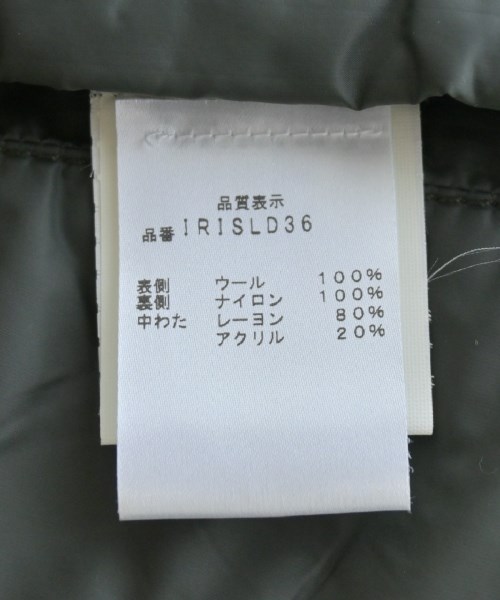 品質表示
品番 IRISLD36
表側 ウール 100%
裏側 ナイロン 100%
中わた レーヨン 80%
アクリル 20%